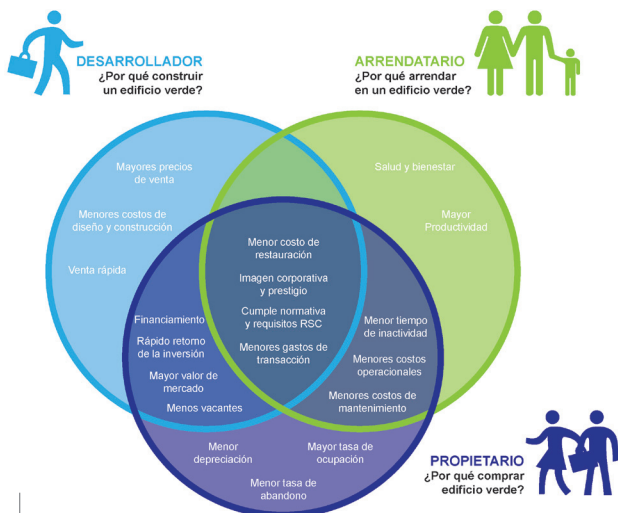 DESARROLLADOR
¿Por qué construir
un edificio verde?
ARRENDATARIO
¿Por qué arrendar
en un edificio verde?
Mayores precios
de venta
Menores costos de
diseño y construcción
Venta rápida
Salud y bienestar
Mayor
Productividad
Menor costo de
restauración
Imagen corporativa
y prestigio
Cumple normativa
y requisitos RSC
Menores gastos de
transacción
Financiamiento
Rápido retorno
de la inversión
Mayor valor de
mercado
Menos vacantes
Menor tiempo
de inactividad
Menores costos
operacionales
Menores costos de
mantenimiento
Menor
depreciación
Mayor tasa de
ocupación
Menor tasa de
abandono
PROPIETARIO
¿Por qué comprar
edificio verde?